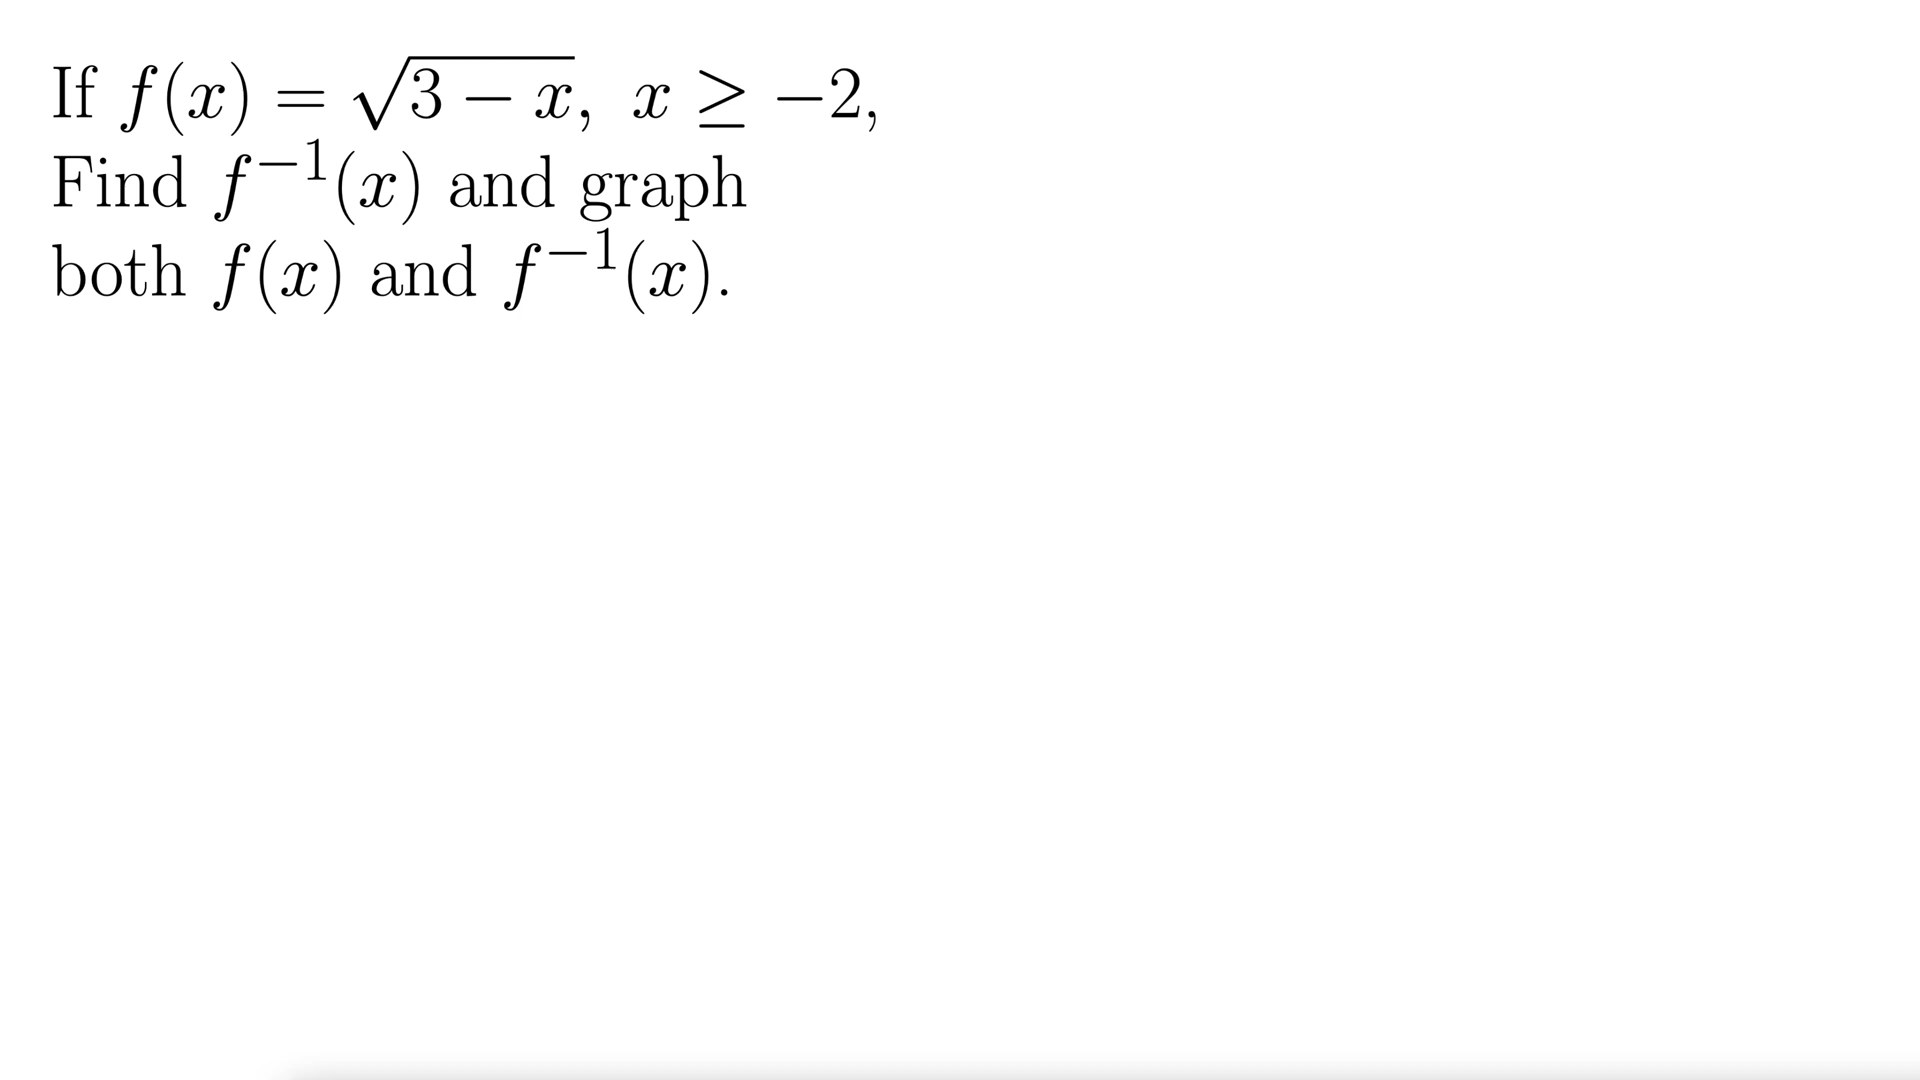 If f(x) = √(3 − x), x ≥ −2,
Find f⁻¹(x) and graph
both f(x) and f⁻¹(x).